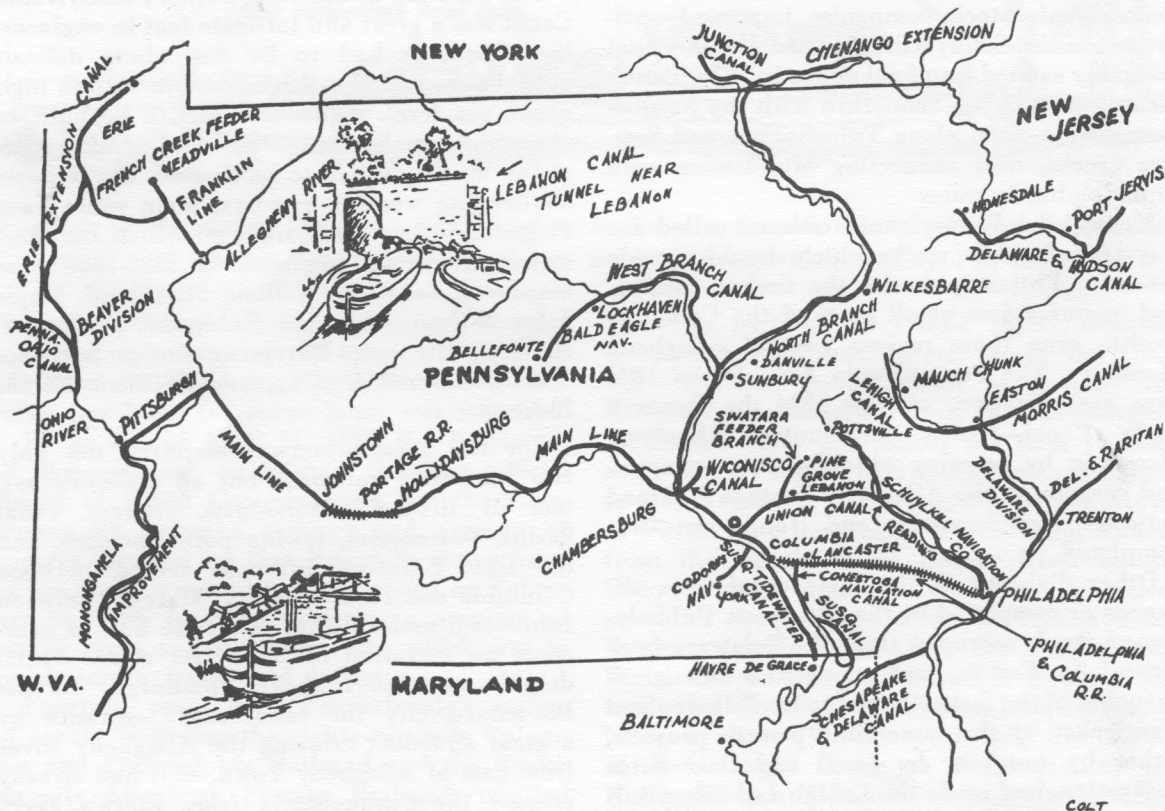 NEW YORK
JUNCTION
CANAL
CHENANGO EXTENSION
NEW
JERSEY
CANAL
ERIE
ERIE EXTENSION
FRENCH CREEK FEEDER
MEADVILLE
FRANKLIN
LINE
ALLEGHENY
RIVER
LEBANON
CANAL
TUNNEL NEAR
LEBANON
HONESDALE
PORT JERVIS
DELAWARE & HUDSON
CANAL
PENNA.
OHIO
CANAL
BEAVER
DIVISION
WEST BRANCH
CANAL
LOCKHAVEN
BALD EAGLE
NAV.
BELLEFONTE
WILKESBARRE
NORTH BRANCH
CANAL
DANVILLE
SUNBURY
PENNSYLVANIA
MAUCH CHUNK
LEHIGH
CANAL
EASTON
MORRIS CANAL
OHIO
RIVER
PITTSBURGH
MAIN LINE
JOHNSTOWN
PORTAGE R.R.
HOLLIDAYSBURG
MAIN LINE
SWATARA
FEEDER
BRANCH
POTTSVILLE
WICONISCO
CANAL
PINE
GROVE
LEBANON
UNION CANAL
SCHUYLKILL NAVIGATION
CO.
READING
DELAWARE
DIVISION
DEL. & RARITAN
TRENTON
CHAMBERSBURG
COLUMBIA
LANCASTER
CONESTOGA
NAVIGATION
CANAL
CODORUS
NAV.
YORK
SUSQ.-TIDEWATER
CANAL
SUSQ.
CANAL
PHILADELPHIA
PHILADELPHIA
&
COLUMBIA
R.R.
MONONGAHELA
IMPROVEMENT
W. VA.
MARYLAND
HAVRE DE GRACE
BALTIMORE
CHESAPEAKE
DELAWARE
CANAL
COLT